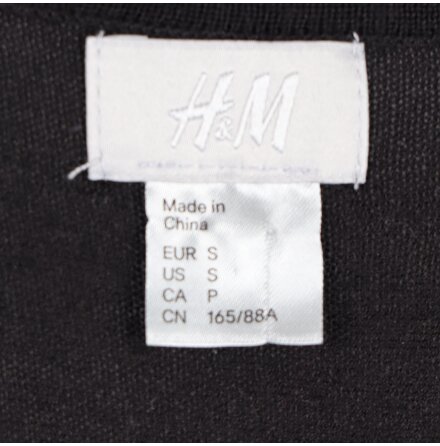 H&M
Made in
China
EUR S
US S
CA P
CN 165/88A